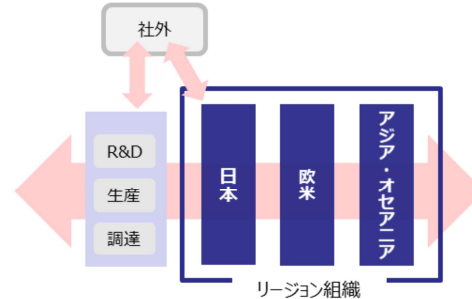 社外
R&D
生産
調達
日本
欧米
アジア・オセアニア
リージョン組織